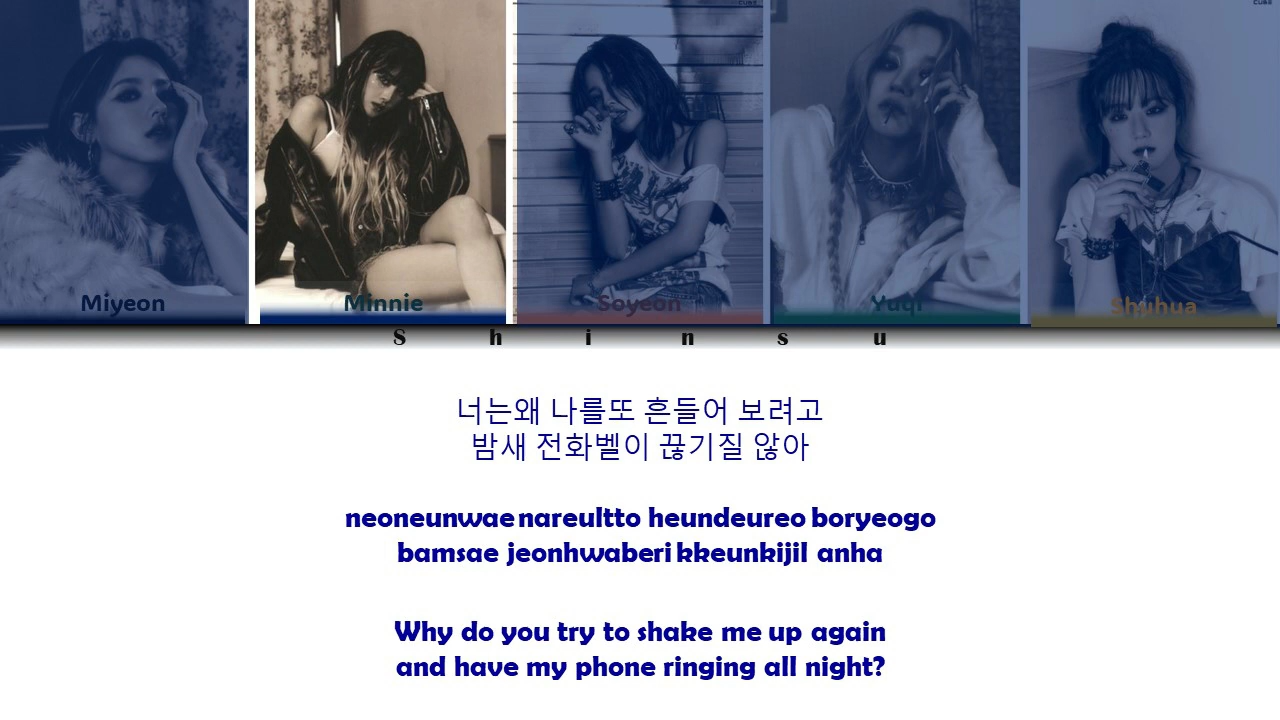 CUBE
CUBE
Miyeon
Minnie
Soyeon
Yuqi
Shuhua
S h i n s u
너는왜 나를또 흔들어 보려고
밤새 전화벨이 끊기질 않아
neoneunwae nareultto heundeureo boryeogo
bamsae jeonhwaberi kkeunkijil anha
Why do you try to shake me up again
and have my phone ringing all night?